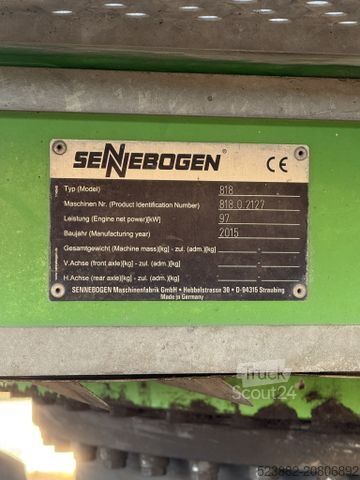 SENNEBOGEN ® CE
Typ (Model) 818
Maschinen Nr. (Product Identification Number) 818.0.2127
Leistung (Engine net power)[kW] 97
Baujahr (Manufacturing year) 2015
Gesamtgewicht (Machine mass)[kg] - zul. (adm.)[kg]
V.Achse (front axle)[kg] - zul. (adm.)[kg]
H.Achse (rear axle)[kg] - zul. (adm.)[kg]
SENNEBOGEN Maschinenfabrik GmbH • Hebbelstrasse 30 • D-94315 Straubing
Made in Germany
Truck
Scout24
523882-20806892